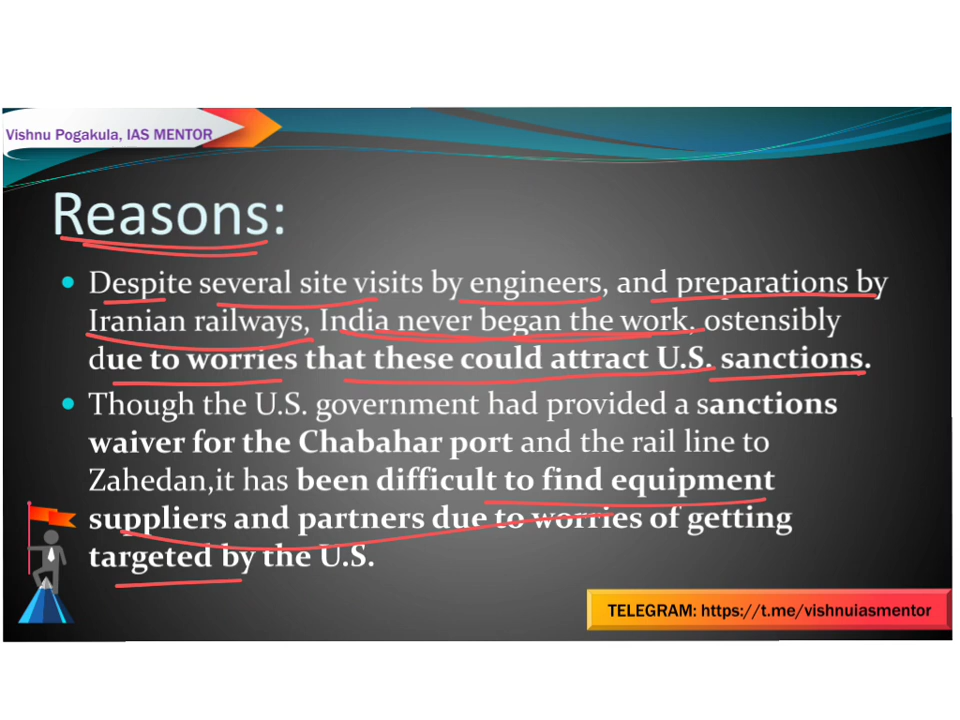 Vishnu Pogakula, IAS MENTOR
Reasons:
Despite several site visits by engineers, and preparations by
Iranian railways, India never began the work, ostensibly
due to worries that these could attract U.S. sanctions.
Though the U.S. government had provided a sanctions
waiver for the Chabahar port and the rail line to
Zahedan,it has been difficult to find equipment
suppliers and partners due to worries of getting
targeted by the U.S.
TELEGRAM: https://t.me/vishnuiasmentor